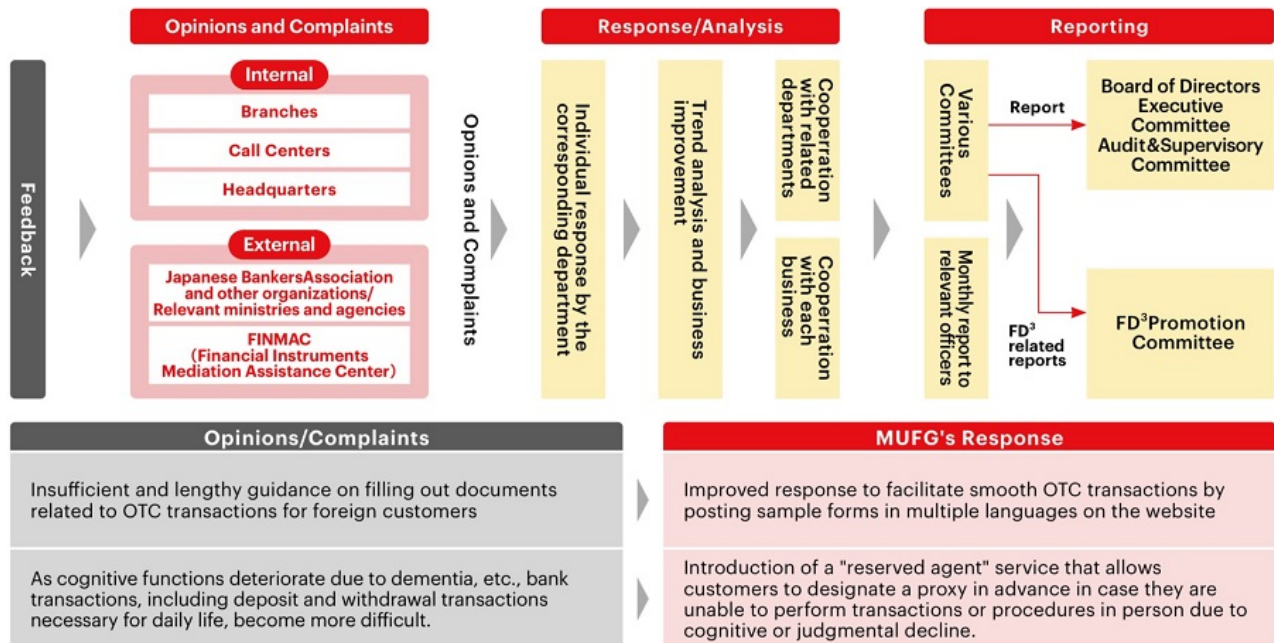 Opinions and Complaints
Response/Analysis
Reporting
Feedback
Internal
Branches
Call Centers
Headquarters
External
Japanese BankersAssociation
and other organizations/
Relevant ministries and agencies
FINMAC
(Financial Instruments
Mediation Assistance Center)
Opnions and Complaints
Individual response by the
corresponding department
Trend analysis and business
improvement
Cooperration
with related
departments
Cooperration
with each
business
Various
Committees
Monthly report to
relevant officers
Report
FD³
related
reports
Board of Directors
Executive
Committee
Audit&Supervisory
Committee
FD³Promotion
Committee
Opinions/Complaints
MUFG's Response
Insufficient and lengthy guidance on filling out documents
related to OTC transactions for foreign customers
Improved response to facilitate smooth OTC transactions by
posting sample forms in multiple languages on the website
As cognitive functions deteriorate due to dementia, etc., bank
transactions, including deposit and withdrawal transactions
necessary for daily life, become more difficult.
Introduction of a "reserved agent" service that allows
customers to designate a proxy in advance in case they are
unable to perform transactions or procedures in person due to
cognitive or judgmental decline.